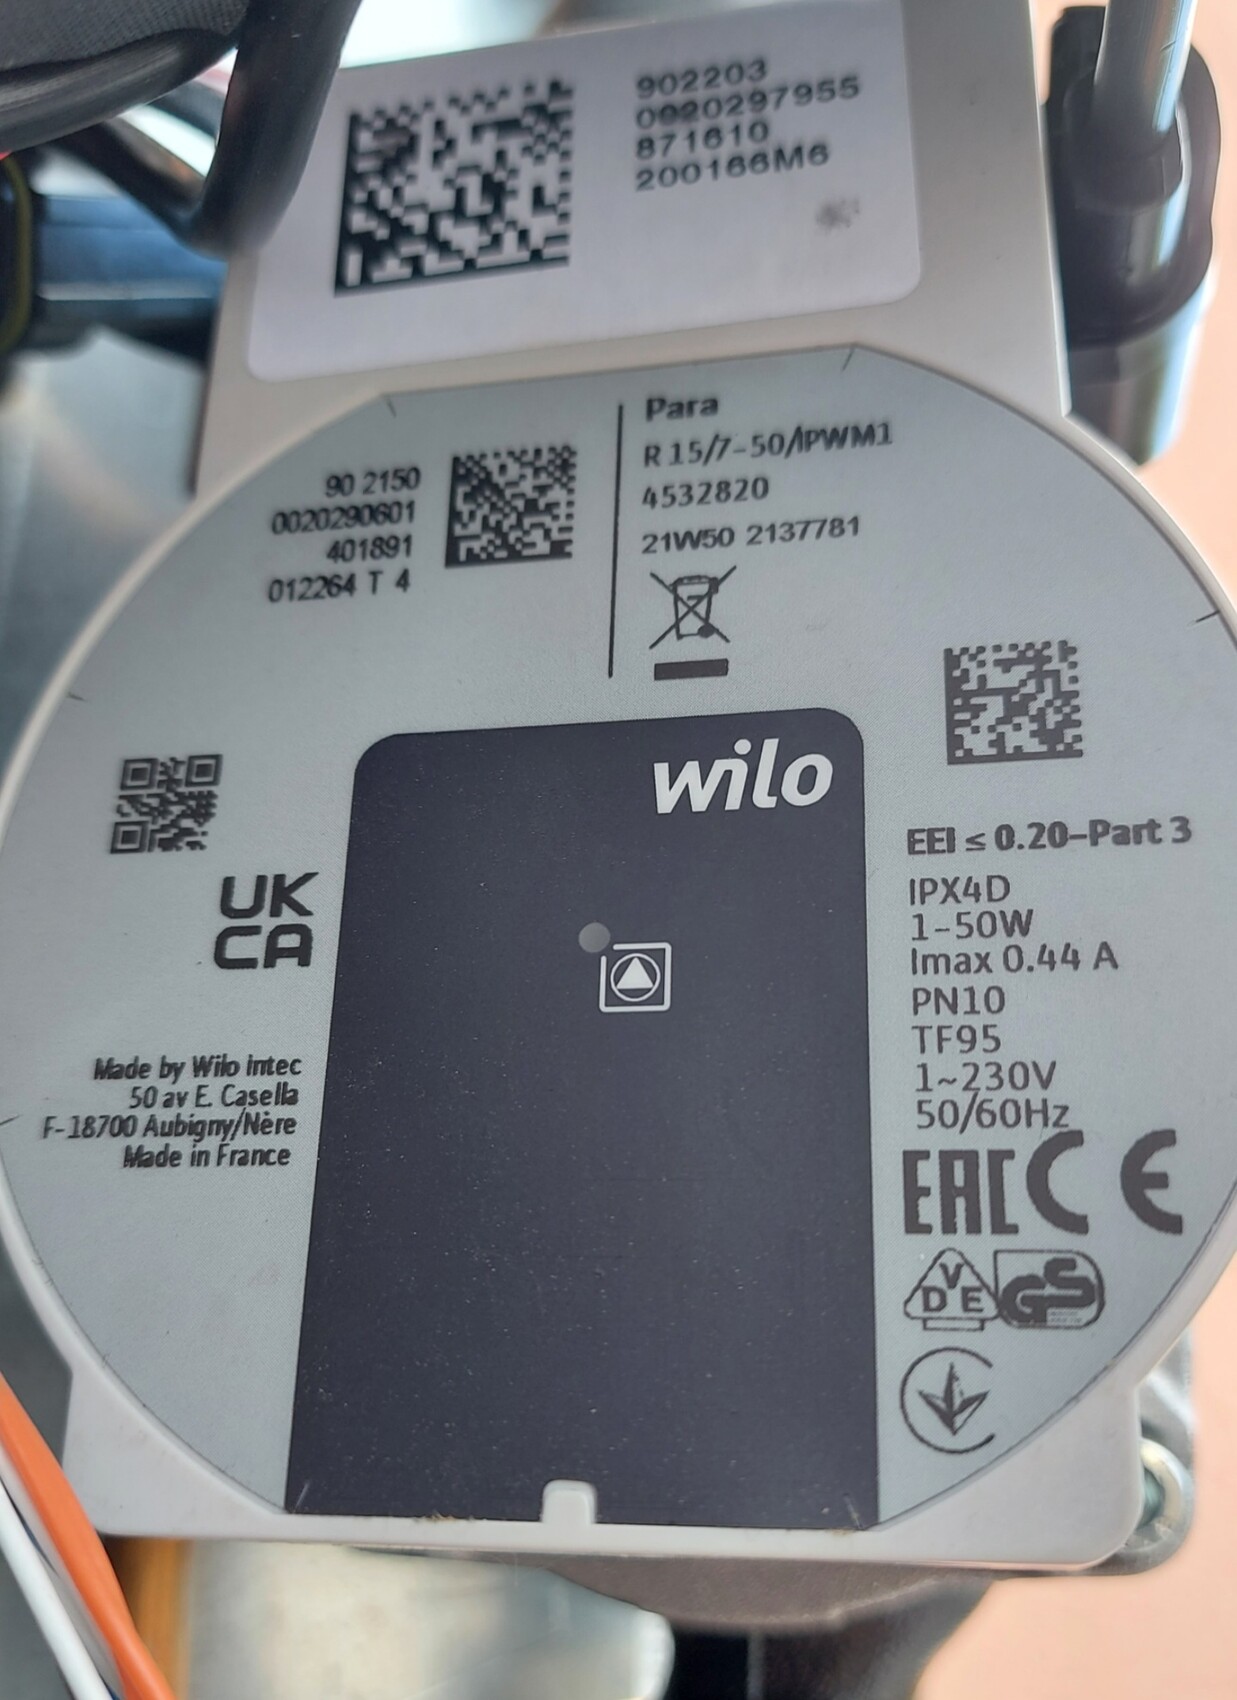 902203
0020297955
871610
200166M6
90 2150
0020290601
401891
012264 T 4
Para
R 15/7-50/iPWM1
4532820
21W50 2137781
wilo
UK
CA
Made by Wilo Intec
50 av E. Casella
F-18700 Aubigny/Nère
Made in France
EEI ≤ 0.20-Part 3
IPX4D
1-50W
Imax 0.44 A
PN10
TF95
1~230V
50/60Hz
EAC CE
VDE GS